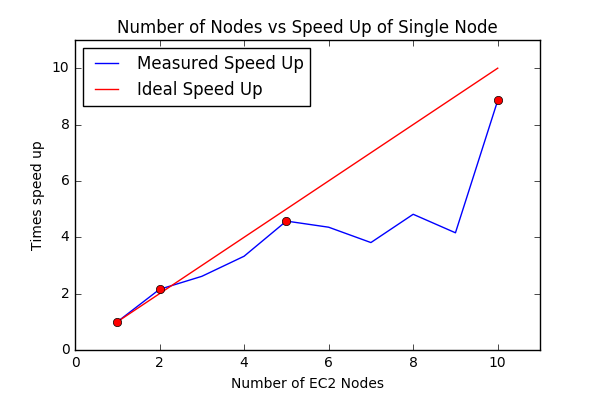 Number of Nodes vs Speed Up of Single Node
Measured Speed Up
Ideal Speed Up
Times speed up
10
8
6
4
2
0
0 2 4 6 8 10
Number of EC2 Nodes